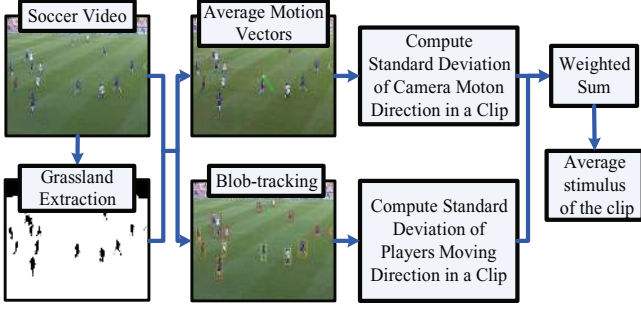 Soccer Video
Average Motion
Vectors
Compute
Standard Deviation
of Camera Moton
Direction in a Clip
Weighted
Sum
Grassland
Extraction
Blob-tracking
Compute Standard
Deviation of
Players Moving
Direction in a Clip
Average
stimulus
of the clip